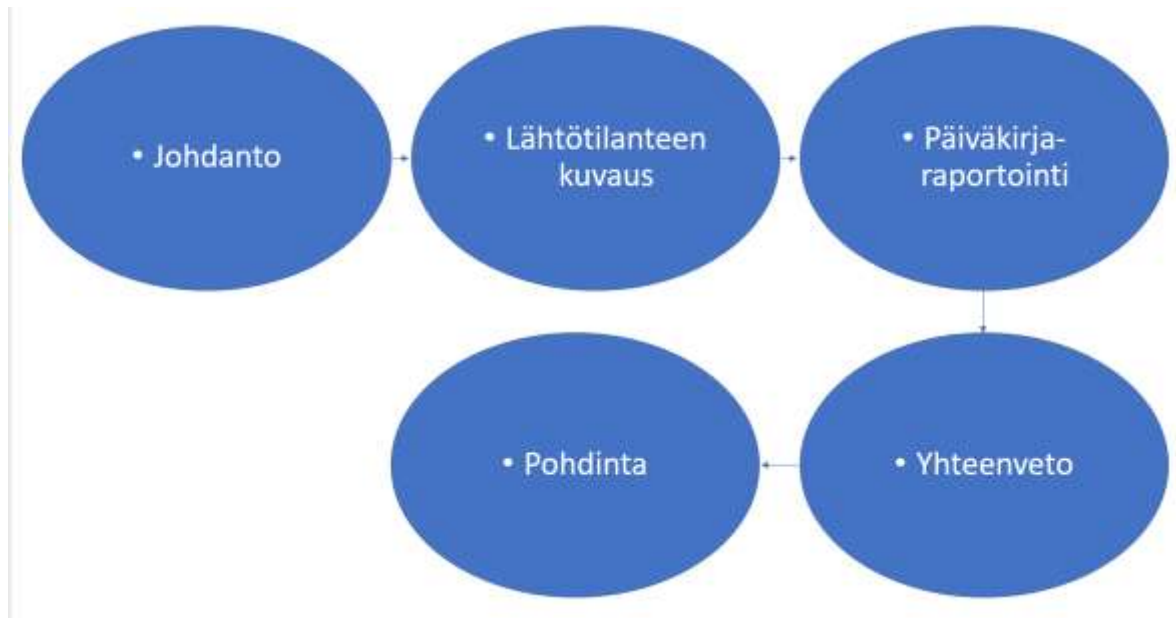 • Johdanto
• Lähtötilanteen
kuvaus
• Päiväkirja-
raportointi
• Pohdinta
• Yhteenveto